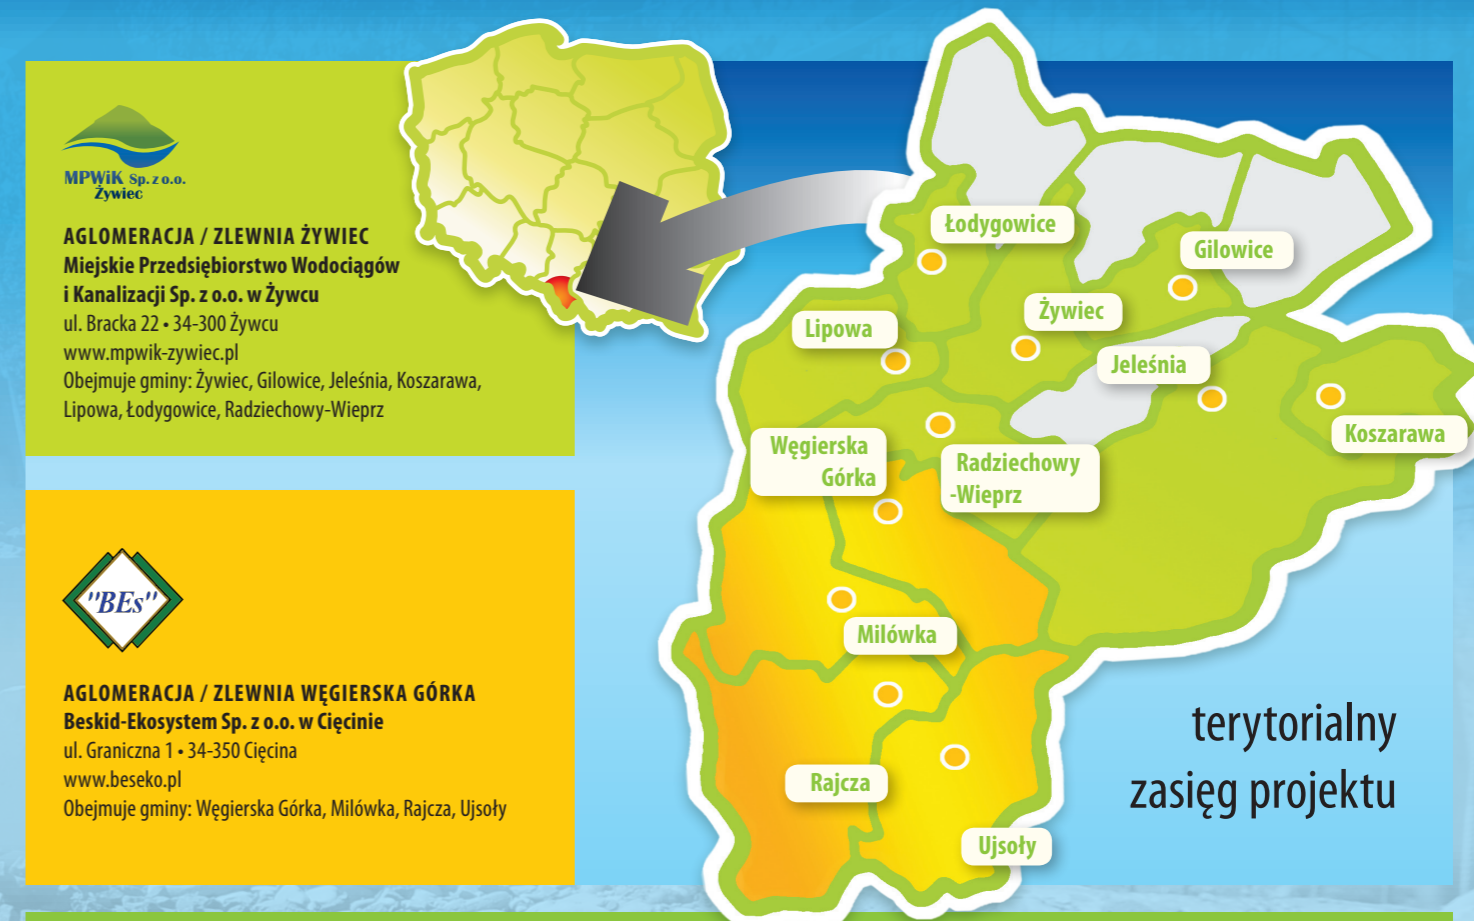 MPWiK Sp. z o.o.
Żywiec
AGLOMERACJA / ZLEWNIA ŻYWIEC
Miejskie Przedsiębiorstwo Wodociągów
i Kanalizacji Sp. z o.o. w Żywcu
ul. Bracka 22 • 34-300 Żywcu
www.mpwik-zywiec.pl
Obejmuje gminy: Żywiec, Gilowice, Jeleśnia, Koszarawa,
Lipowa, Łodygowice, Radziechowy-Wieprz
"BEs"
AGLOMERACJA / ZLEWNIA WĘGIERSKA GÓRKA
Beskid-Ekosystem Sp. z o.o. w Cięcinie
ul. Graniczna 1 • 34-350 Cięcina
www.beseko.pl
Obejmuje gminy: Węgierska Górka, Milówka, Rajcza, Ujsoły
Łodygowice
Gilowice
Żywiec
Lipowa
Jeleśnia
Koszarawa
Węgierska
Górka
Radziechowy
-Wieprz
Milówka
Rajcza
Ujsoły
terytorialny
zasięg projektu